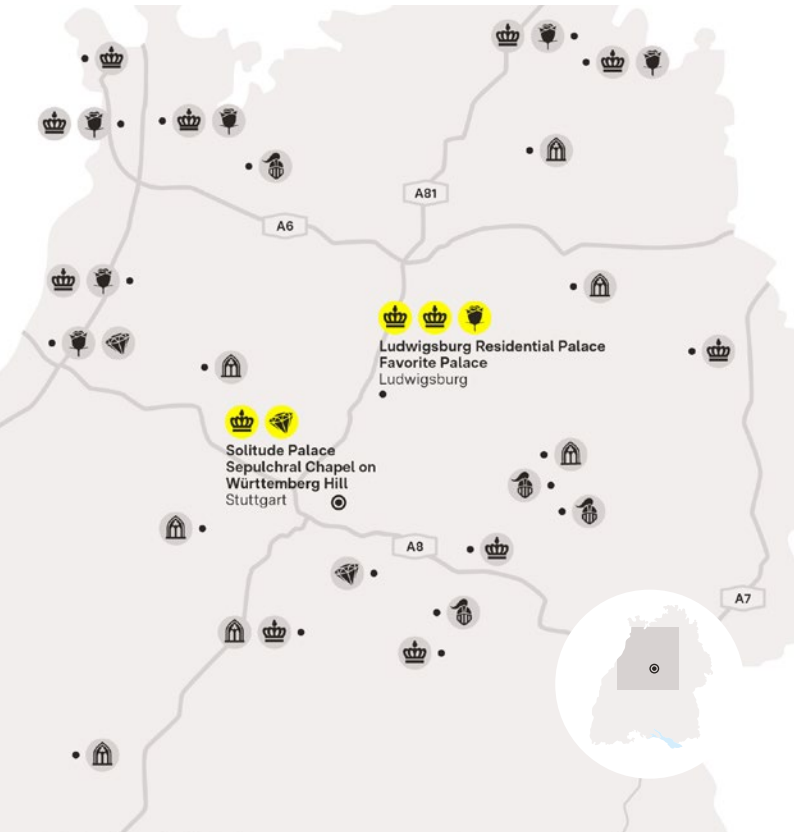 A81
A6
Ludwigsburg Residential Palace
Favorite Palace
Ludwigsburg
Solitude Palace
Sepulchral Chapel on
Württemberg Hill
Stuttgart
A8
A7